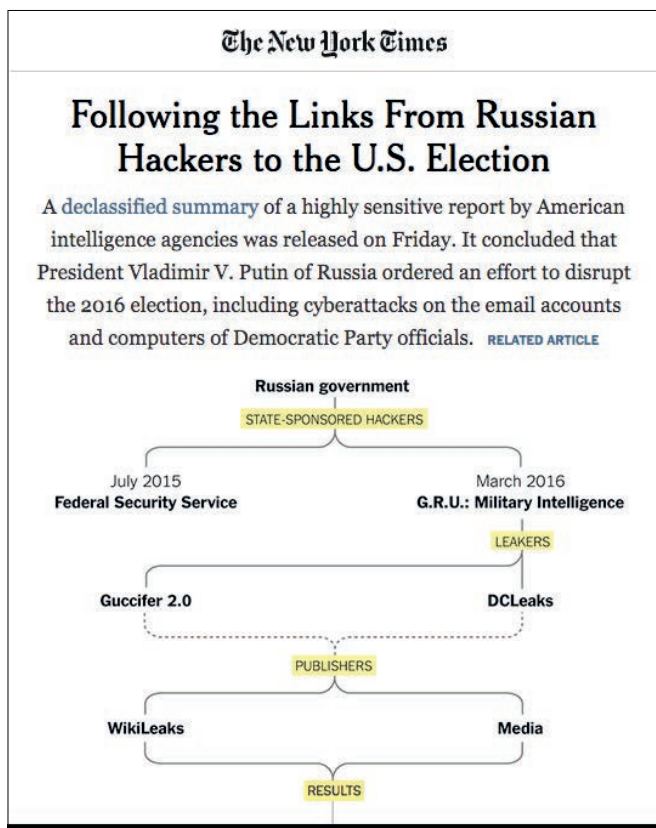 The New York Times
Following the Links From Russian
Hackers to the U.S. Election
A declassified summary of a highly sensitive report by American
intelligence agencies was released on Friday. It concluded that
President Vladimir V. Putin of Russia ordered an effort to disrupt
the 2016 election, including cyberattacks on the email accounts
and computers of Democratic Party officials. RELATED ARTICLE
Russian government
STATE-SPONSORED HACKERS
July 2015
Federal Security Service
March 2016
G.R.U.: Military Intelligence
LEAKERS
Guccifer 2.0
DCLeaks
PUBLISHERS
WikiLeaks
Media
RESULTS